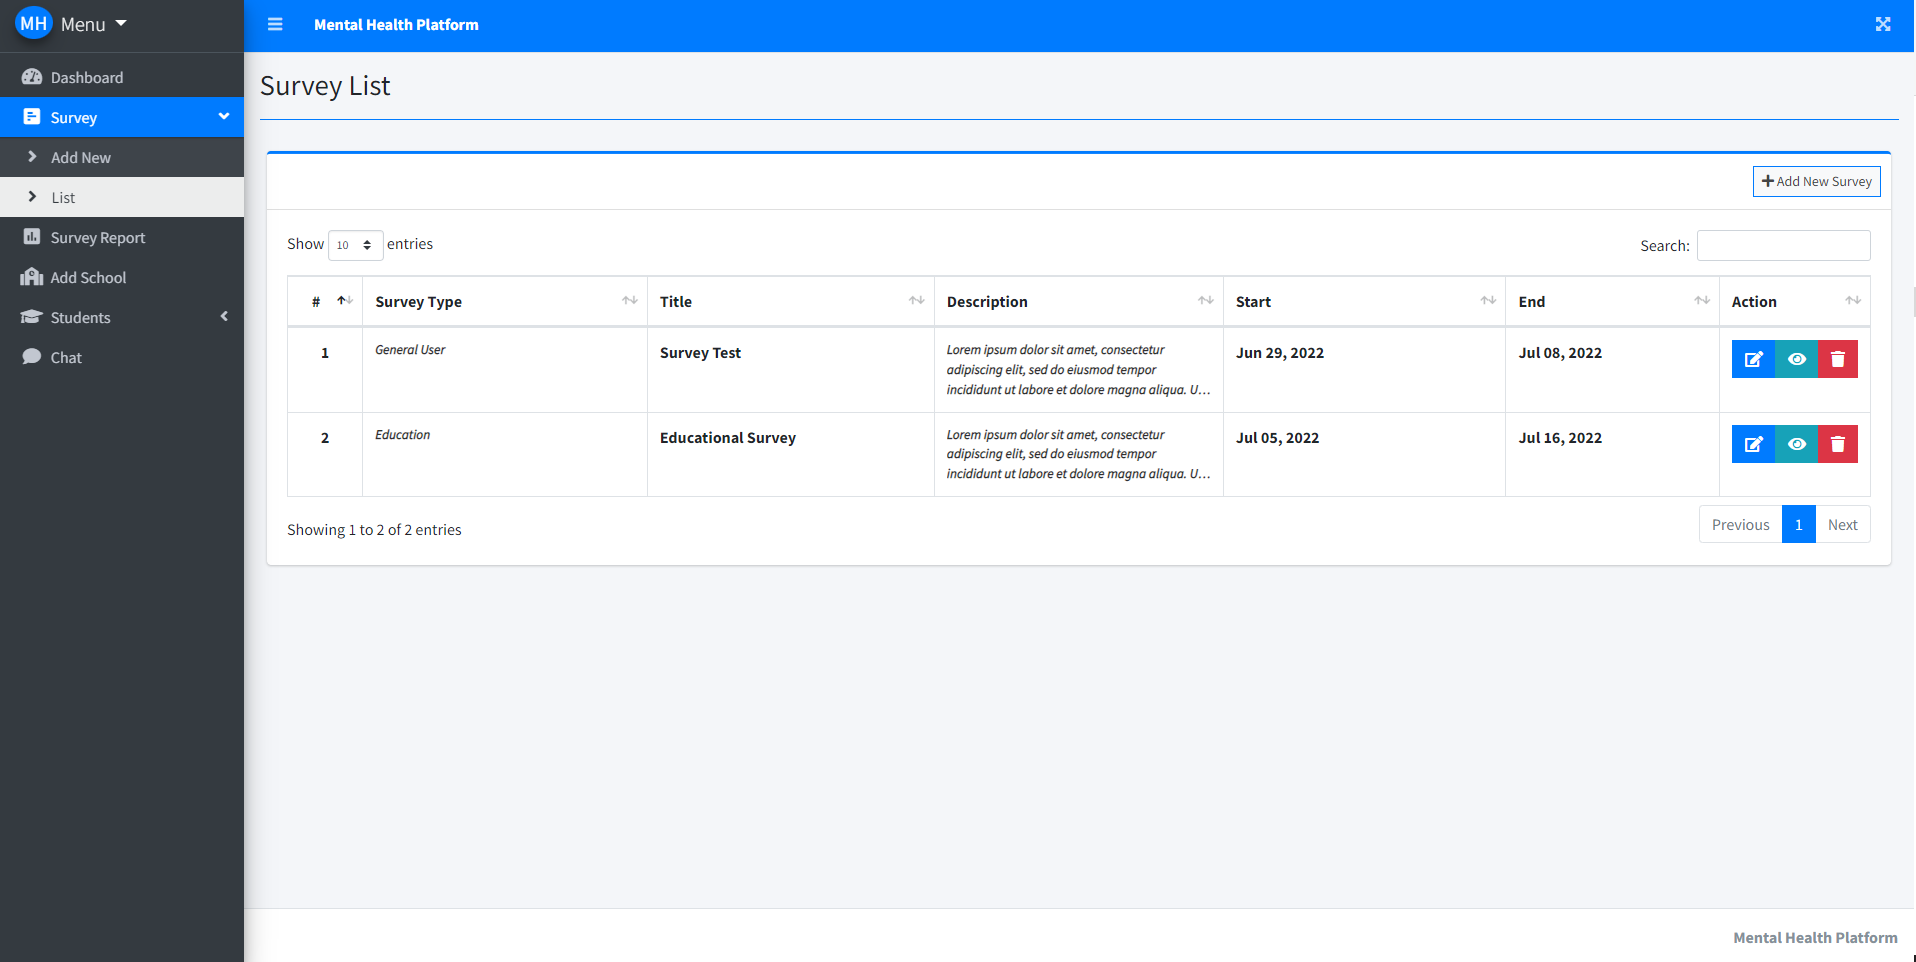 MH Menu
Mental Health Platform
Dashboard
Survey
Add New
List
Survey Report
Add School
Students
Chat
Survey List
Add New Survey
Show 10 entries
Search:
# Survey Type Title Description Start End Action
1 General User Survey Test Lorem ipsum dolor sit amet, consectetur Jun 29, 2022 Jul 08, 2022
adipiscing elit, sed do eiusmod tempor
incididunt ut labore et dolore magna aliqua. U...
2 Education Educational Survey Lorem ipsum dolor sit amet, consectetur Jul 05, 2022 Jul 16, 2022
adipiscing elit, sed do eiusmod tempor
incididunt ut labore et dolore magna aliqua. U...
Showing 1 to 2 of 2 entries
Previous 1 Next
Mental Health Platform